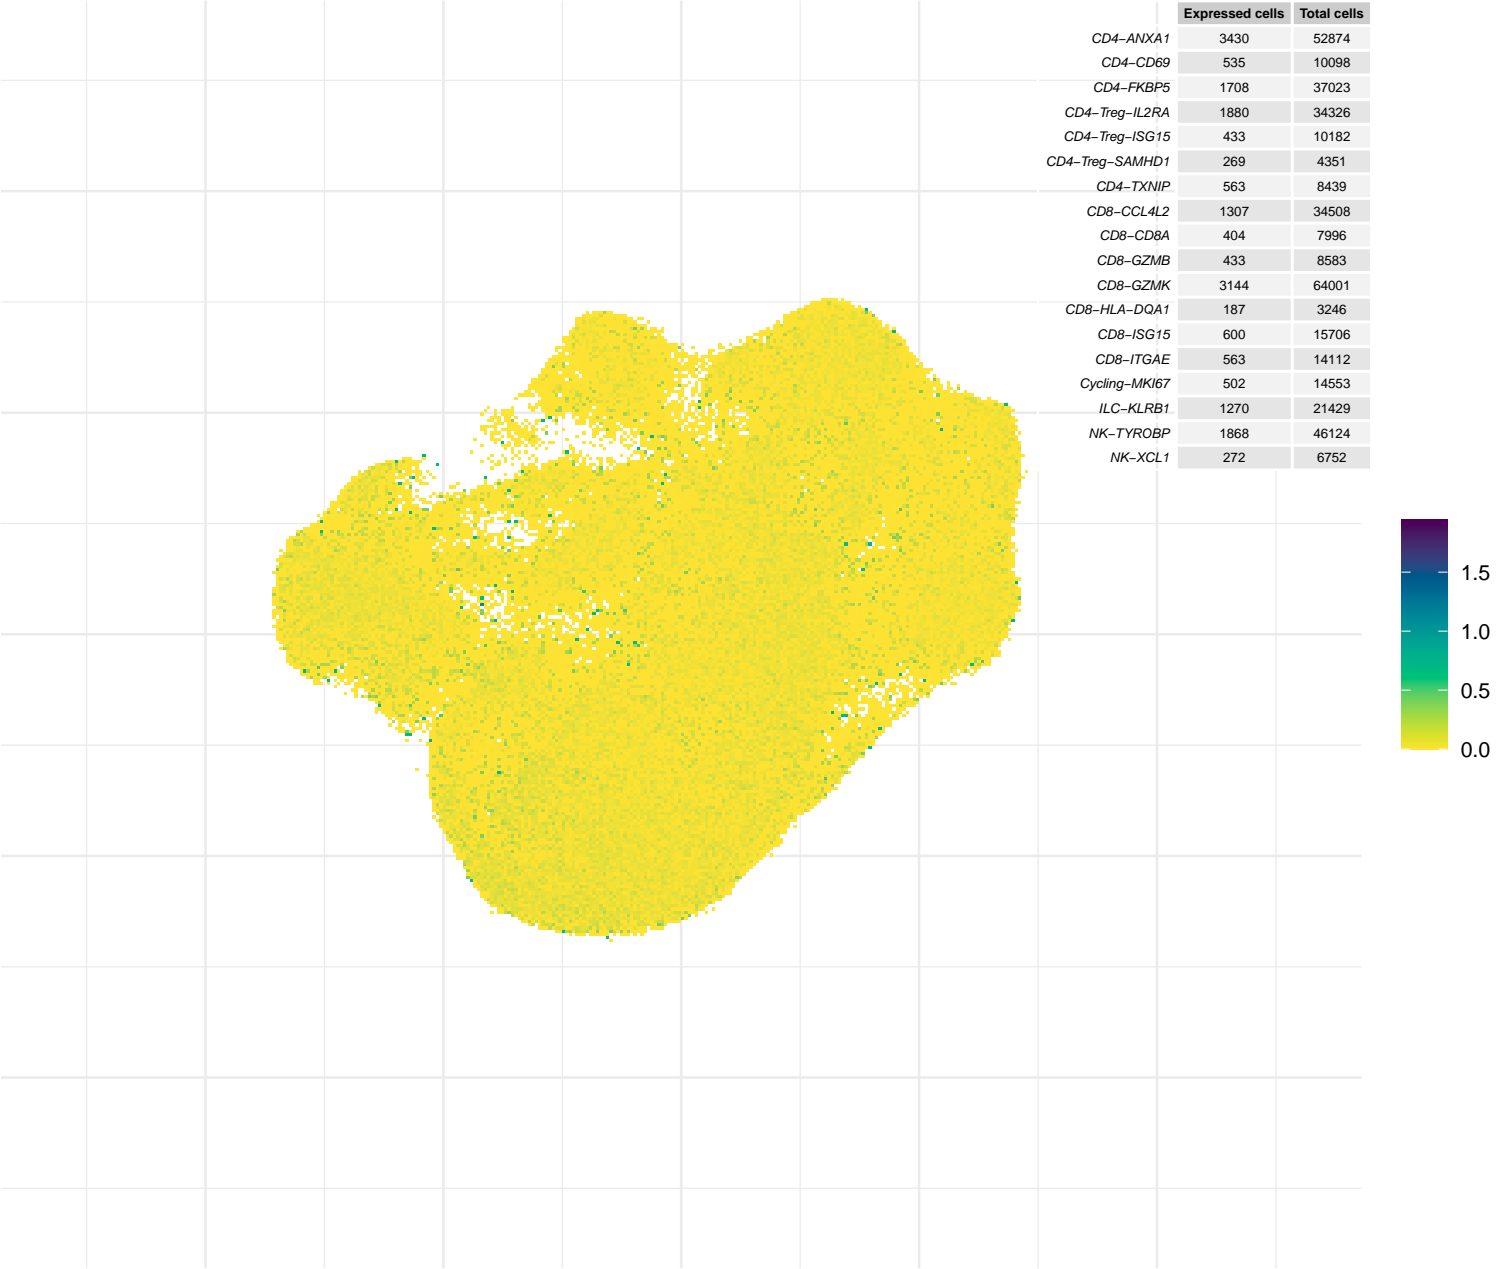 Expressed cells Total cells
CD4−ANXA1 3430 52874
CD4−CD69 535 10098
CD4−FKBP5 1708 37023
CD4−Treg−IL2RA 1880 34326
CD4−Treg−ISG15 433 10182
CD4−Treg−SAMHD1 269 4351
CD4−TXNIP 563 8439
CD8−CCL4L2 1307 34508
CD8−CD8A 404 7996
CD8−GZMB 433 8583
CD8−GZMK 3144 64001
CD8−HLA−DQA1 187 3246
CD8−ISG15 600 15706
CD8−ITGAE 563 14112
Cycling−MKI67 502 14553
ILC−KLRB1 1270 21429
NK−TYROBP 1868 46124
NK−XCL1 272 6752
1.5
1.0
0.5
0.0